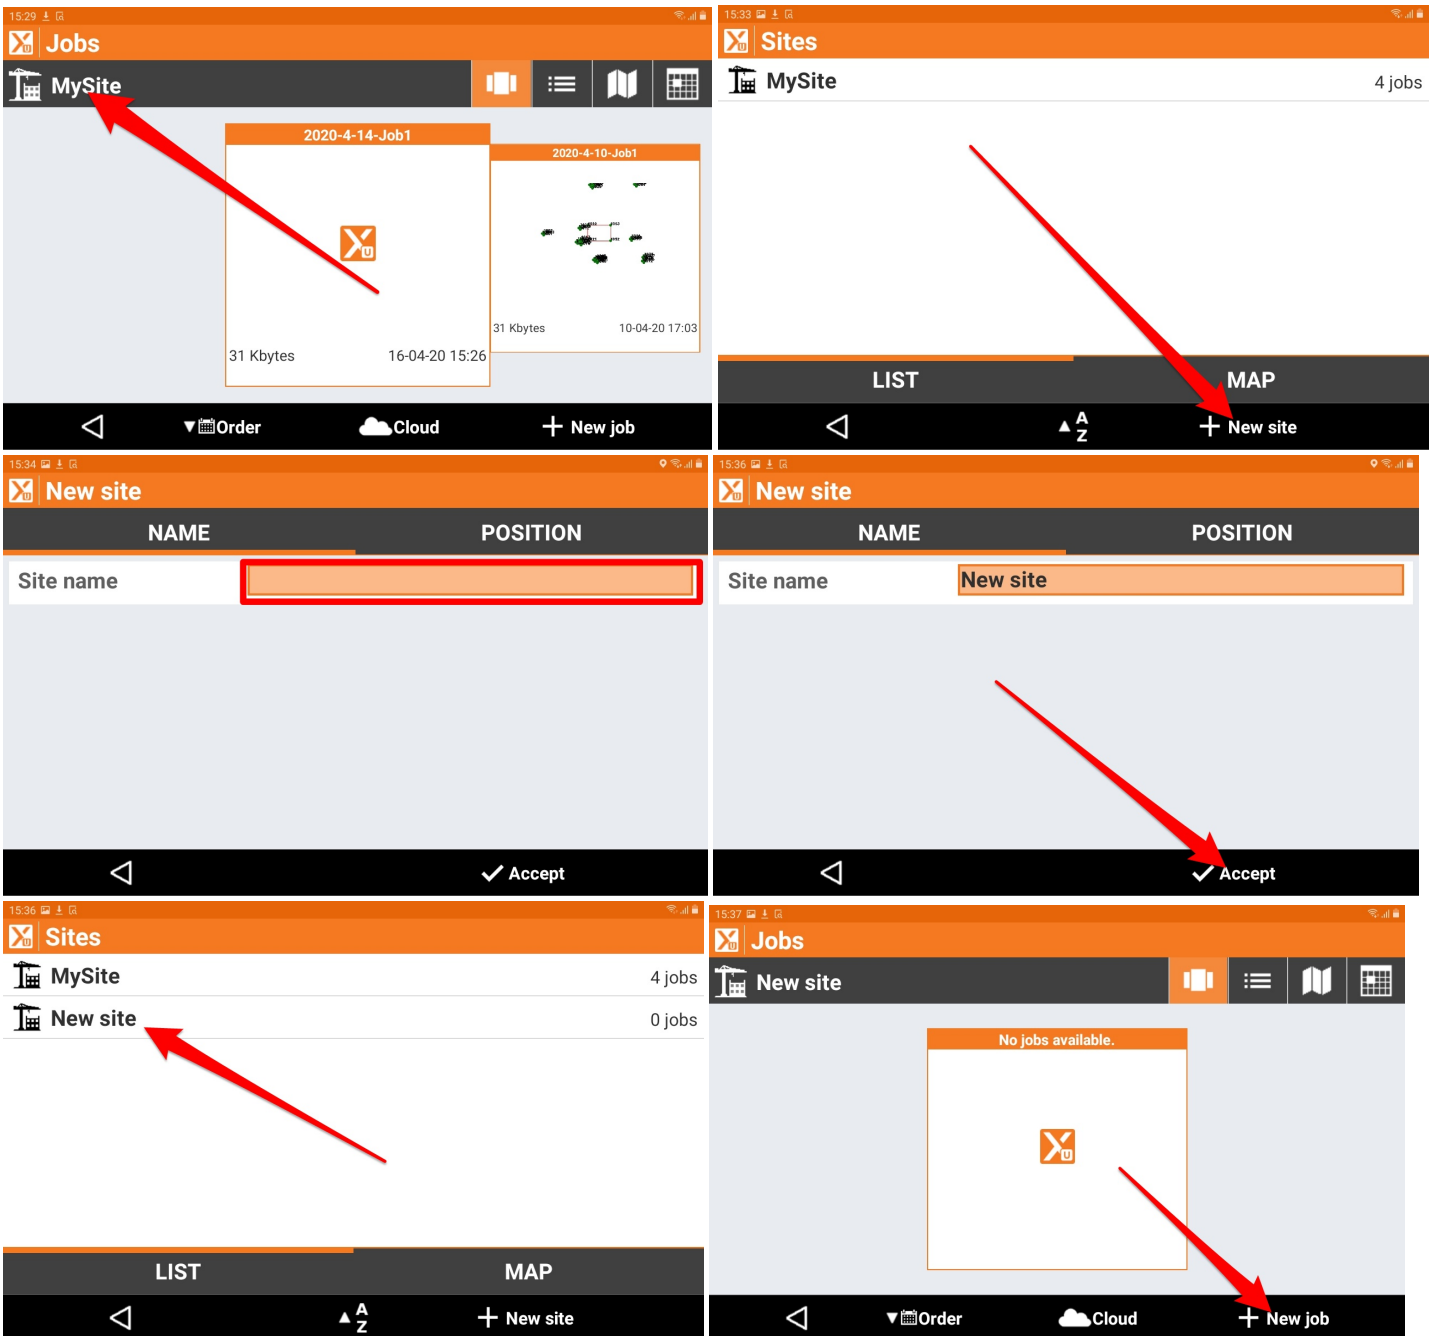 15:29
Jobs
MySite
2020-4-14-Job1
31 Kbytes 16-04-20 15:26
2020-4-10-Job1
31 Kbytes 10-04-20 17:03
Order Cloud + New job
15:33
Sites
MySite 4 jobs
LIST MAP
A
Z
+ New site
15:34
New site
NAME POSITION
Site name
Accept
15:36
New site
NAME POSITION
Site name New site
Accept
15:36
Sites
MySite 4 jobs
New site 0 jobs
LIST MAP
A
Z
+ New site
15:37
Jobs
New site
No jobs available.
Order Cloud + New job